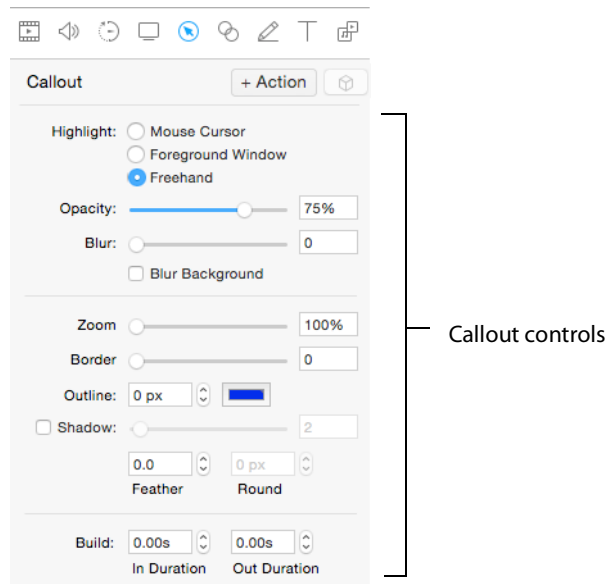 Callout + Action
Highlight: Mouse Cursor
Foreground Window
Freehand
Opacity: 75%
Blur: 0
Blur Background
Zoom 100%
Border 0
Outline: 0 px
Shadow: 2
0.0 0 px
Feather Round
Build: 0.00s 0.00s
In Duration Out Duration
Callout controls